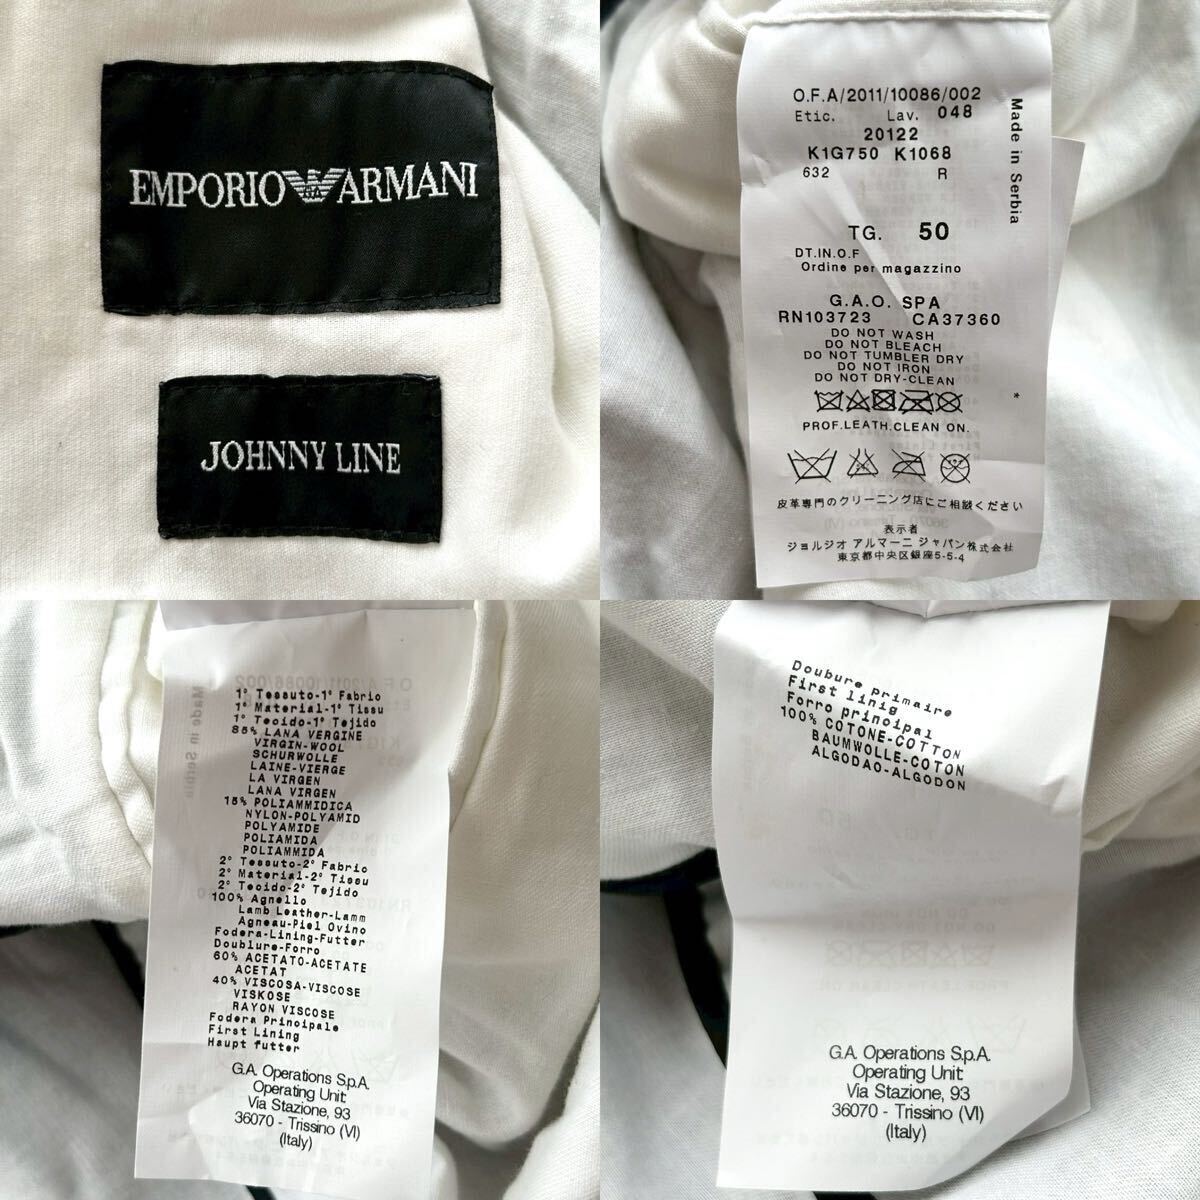 EMPORIO ARMANI
JOHNNY LINE
O.F.A/2011/10086/002
Etic. Lav. 048
20122
K1G750 K1068
632 R
Made in Serbia
TG. 50
DT.IN.O.F
Ordine per magazzino
G.A.O. SPA
RN103723 CA37360
DO NOT WASH
DO NOT BLEACH
DO NOT TUMBLER DRY
DO NOT IRON
DO NOT DRY-CLEAN
*
PROF.LEATH.CLEAN ON.
皮革専門のクリーニング店にご相談ください
表示者
ジョルジオ アルマーニ ジャパン株式会社
東京都中央区銀座5-5-4
1° Tessuto-1° Fabric
1° Material-1° Tissu
1° Tecido-1° Tejido
85% LANA VERGINE
VIRGIN-WOOL
SCHURWOLLE
LAINE-VIERGE
LA VIRGEN
LANA VIRGEN
15% POLIAMMIDICA
NYLON-POLYAMID
POLYAMIDE
POLIAMIDA
POLIAMMIDA
2° Tessuto-2° Fabric
2° Material-2° Tissu
2° Tecido-2° Tejido
100% Agnello
Lamb Leather-Lamm
Agneau-Piel Ovino
Fodera-Lining-Futter
Doublure-Forro
60% ACETATO-ACETATE
ACETAT
40% VISCOSA-VISCOSE
VISKOSE
RAYON VISCOSE
Fodera Principale
First Lining
Haupt futter
G.A. Operations S.p.A.
Operating Unit:
Via Stazione, 93
36070 - Trissino (VI)
(Italy)
Doubure primaire
First linig
Forro principal
100% COTONE-COTTON
BAUMWOLLE-COTON
ALGODAO-ALGODON
G.A. Operations S.p.A.
Operating Unit:
Via Stazione, 93
36070 - Trissino (VI)
(Italy)